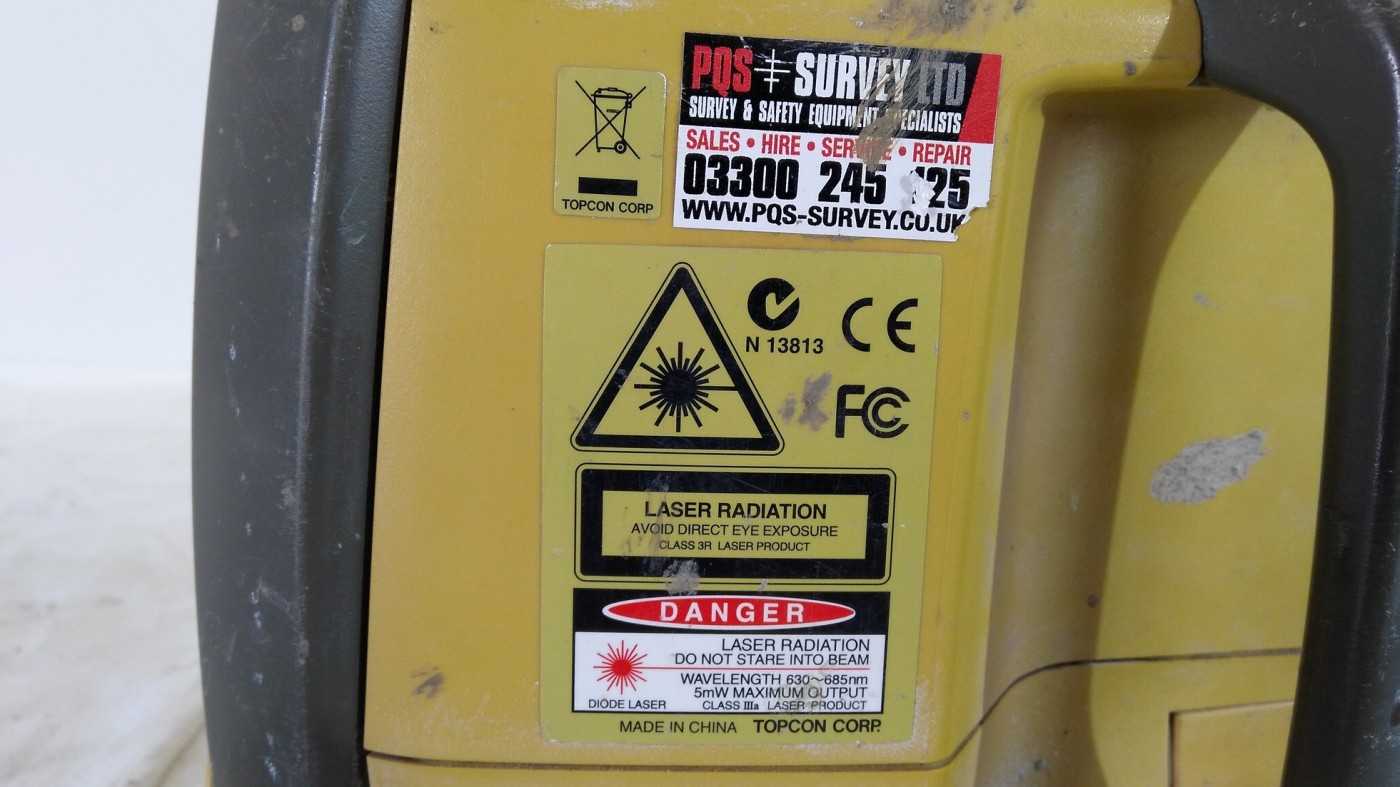 PQS SURVEY LTD
SURVEY & SAFETY EQUIPMENT SPECIALISTS
SALES • HIRE • SERVICE • REPAIR
03300 245 125
WWW.PQS-SURVEY.CO.UK
TOPCON CORP
N 13813
CE
FC
LASER RADIATION
AVOID DIRECT EYE EXPOSURE
CLASS 3R LASER PRODUCT
DANGER
LASER RADIATION
DO NOT STARE INTO BEAM
WAVELENGTH 630~685nm
5mW MAXIMUM OUTPUT
DIODE LASER
CLASS IIIa LASER PRODUCT
MADE IN CHINA TOPCON CORP.